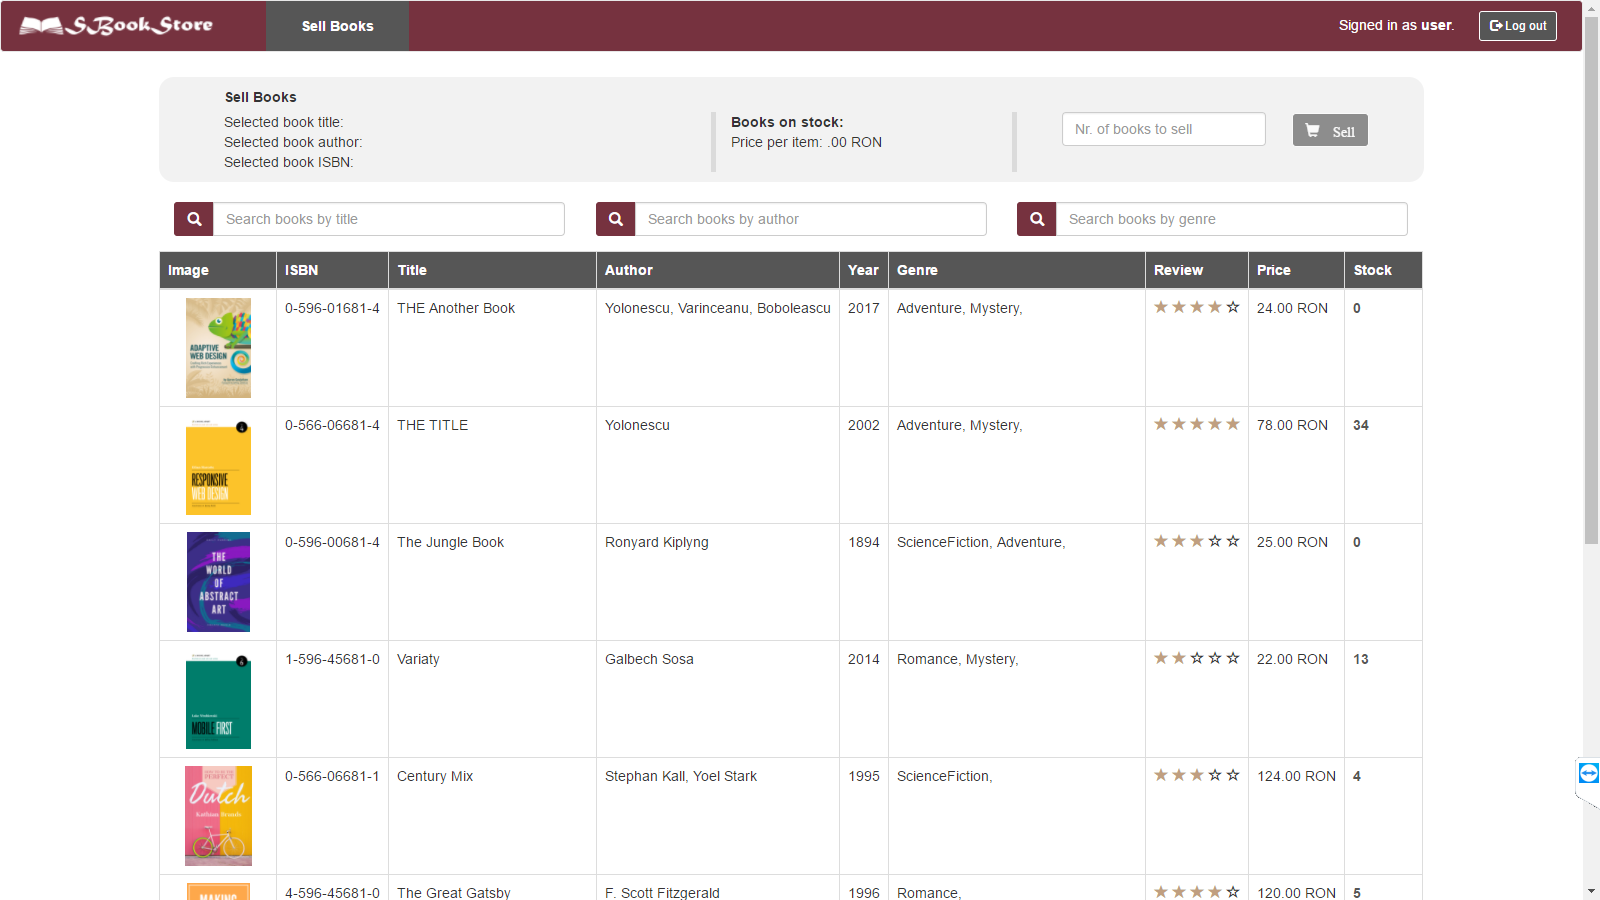 SBookStore
Sell Books
Signed in as user.
Log out
Sell Books
Selected book title:
Selected book author:
Selected book ISBN:
Books on stock:
Price per item: .00 RON
Nr. of books to sell
Sell
Search books by title
Search books by author
Search books by genre
Image ISBN Title Author Year Genre Review Price Stock
0-596-01681-4 THE Another Book Yolonescu, Varinceanu, Boboleascu 2017 Adventure, Mystery, 24.00 RON 0
ADAPTIVE
WEB DESIGN
0-566-06681-4 THE TITLE Yolonescu 2002 Adventure, Mystery, 78.00 RON 34
RESPONSIVE
WEB DESIGN
0-596-00681-4 The Jungle Book Ronyard Kiplyng 1894 ScienceFiction, Adventure, 25.00 RON 0
THE
WORLD
OF
ABSTRACT
ART
1-596-45681-0 Variaty Galbech Sosa 2014 Romance, Mystery, 22.00 RON 13
MOBILE FIRST
0-566-06681-1 Century Mix Stephan Kall, Yoel Stark 1995 ScienceFiction, 124.00 RON 4
PERFECT
Dutch
4-596-45681-0 The Great Gatsby F. Scott Fitzgerald 1996 Romance, 120.00 RON 5
MAKING